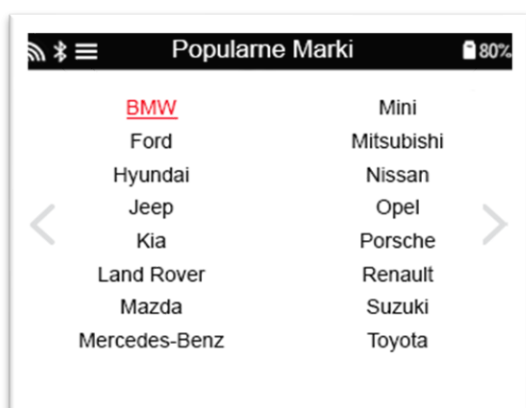 Popularne Marki
80%
BMW
Ford
Hyundai
Jeep
Kia
Land Rover
Mazda
Mercedes-Benz
Mini
Mitsubishi
Nissan
Opel
Porsche
Renault
Suzuki
Toyota